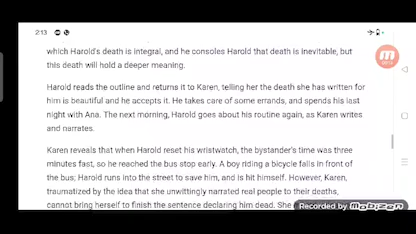 2:13
which Harold's death is integral, and he consoles Harold that death is inevitable, but
this death will hold a deeper meaning.
Harold reads the outline and returns it to Karen, telling her the death she has written for
him is beautiful and he accepts it. He takes care of some errands, and spends his last
night with Ana. The next morning, Harold goes about his routine again, as Karen writes
and narrates.
Karen reveals that when Harold reset his wristwatch, the bystander's time was three
minutes fast, so he reached the bus stop early. A boy riding a bicycle falls in front of
the bus; Harold runs into the street to save him, and is hit himself. However, Karen,
traumatized by the idea that she unwittingly narrated real people to their deaths,
cannot bring herself to finish the sentence declaring him dead. She
Recorded by Mobizen